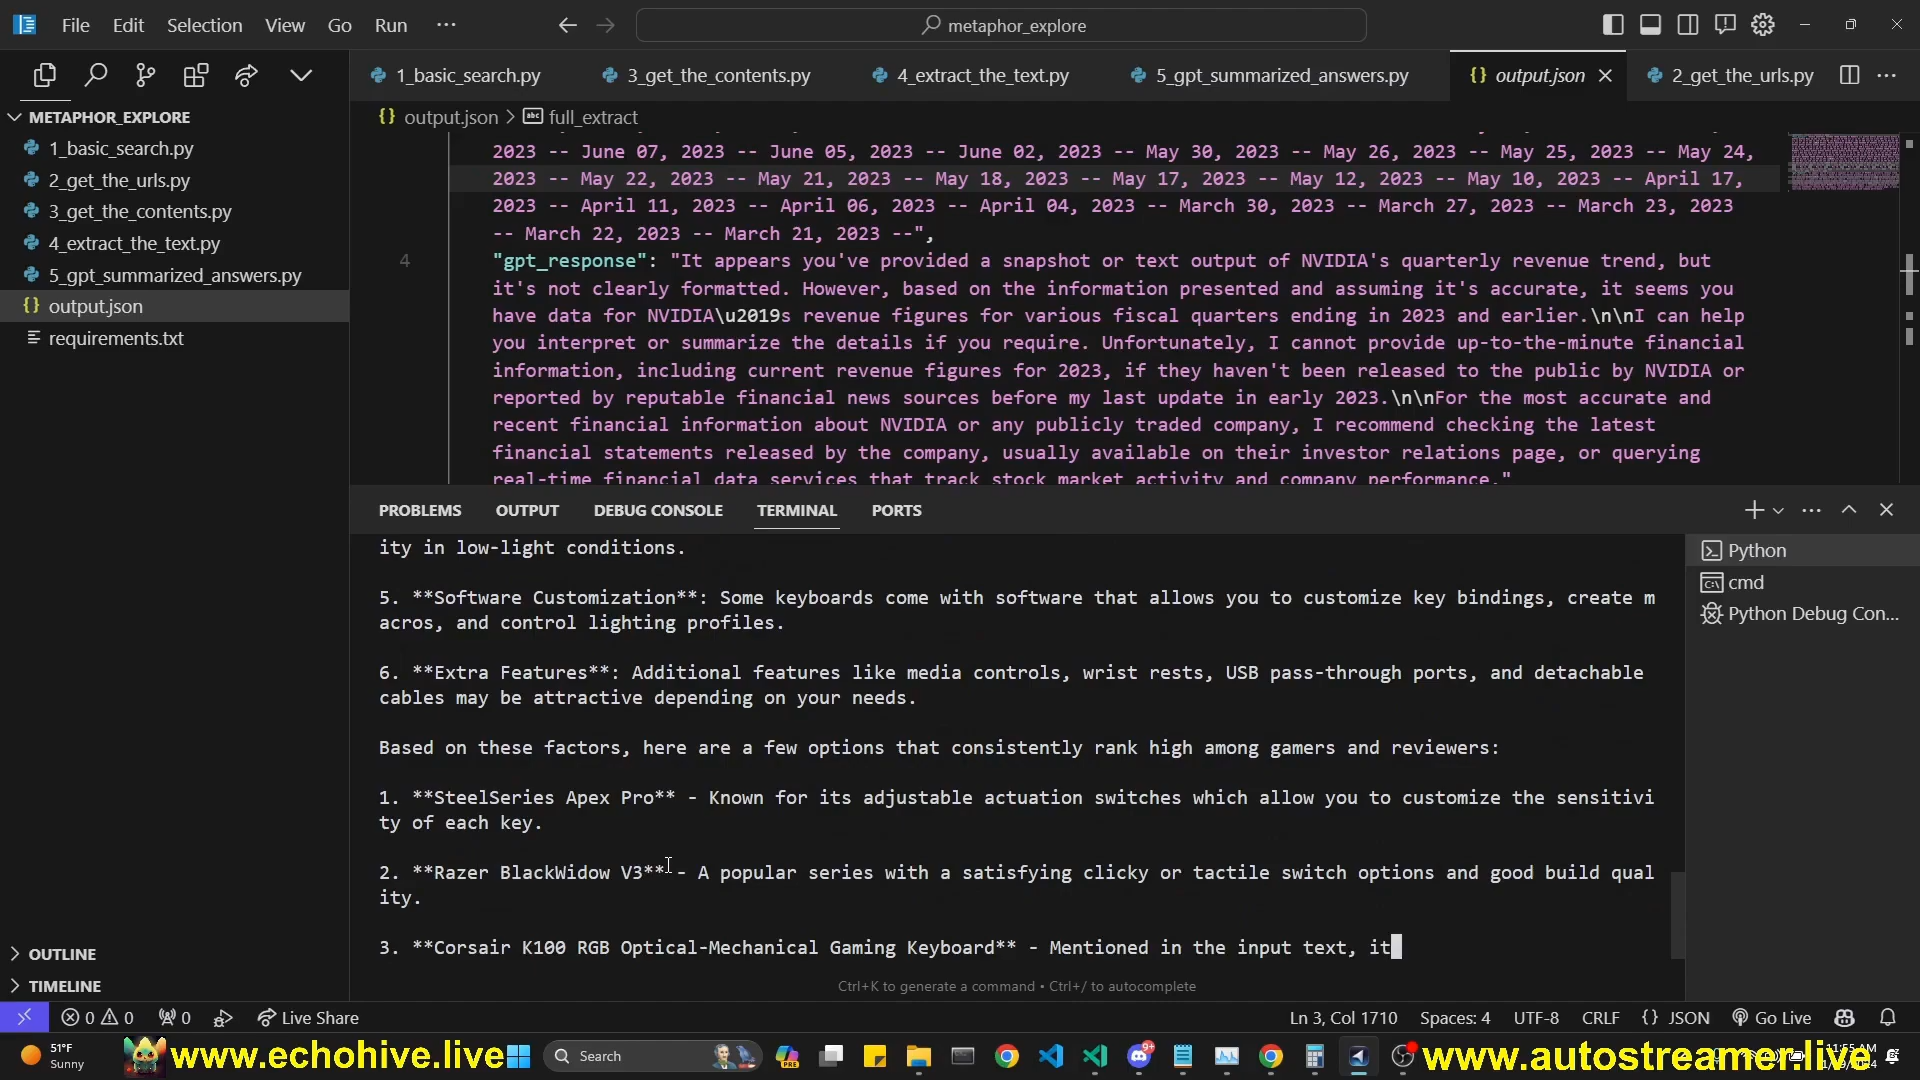 File Edit Selection View Go Run ···
metaphor_explore
1_basic_search.py 3_get_the_contents.py 4_extract_the_text.py 5_gpt_summarized_answers.py {} output.json 2_get_the_urls.py
METAPHOR_EXPLORE
1_basic_search.py
2_get_the_urls.py
3_get_the_contents.py
4_extract_the_text.py
5_gpt_summarized_answers.py
{} output.json
requirements.txt
OUTLINE
TIMELINE
{} output.json > full_extract
2023 -- June 07, 2023 -- June 05, 2023 -- June 02, 2023 -- May 30, 2023 -- May 26, 2023 -- May 25, 2023 -- May 24,
2023 -- May 22, 2023 -- May 21, 2023 -- May 18, 2023 -- May 17, 2023 -- May 12, 2023 -- May 10, 2023 -- April 17,
2023 -- April 11, 2023 -- April 06, 2023 -- April 04, 2023 -- March 30, 2023 -- March 27, 2023 -- March 23, 2023
-- March 22, 2023 -- March 21, 2023 --",
4 "gpt_response": "It appears you've provided a snapshot or text output of NVIDIA's quarterly revenue trend, but
it's not clearly formatted. However, based on the information presented and assuming it's accurate, it seems you
have data for NVIDIA\u2019s revenue figures for various fiscal quarters ending in 2023 and earlier.\n\nI can help
you interpret or summarize the details if you require. Unfortunately, I cannot provide up-to-the-minute financial
information, including current revenue figures for 2023, if they haven't been released to the public by NVIDIA or
reported by reputable financial news sources before my last update in early 2023.\n\nFor the most accurate and
recent financial information about NVIDIA or any publicly traded company, I recommend checking the latest
financial statements released by the company, usually available on their investor relations page, or querying
real-time financial data services that track stock market activity and company performance."
PROBLEMS OUTPUT DEBUG CONSOLE TERMINAL PORTS
ity in low-light conditions.
5. **Software Customization**: Some keyboards come with software that allows you to customize key bindings, create m
acros, and control lighting profiles.
6. **Extra Features**: Additional features like media controls, wrist rests, USB pass-through ports, and detachable
cables may be attractive depending on your needs.
Based on these factors, here are a few options that consistently rank high among gamers and reviewers:
1. **SteelSeries Apex Pro** - Known for its adjustable actuation switches which allow you to customize the sensitivi
ty of each key.
2. **Razer BlackWidow V3** - A popular series with a satisfying clicky or tactile switch options and good build qual
ity.
3. **Corsair K100 RGB Optical-Mechanical Gaming Keyboard** - Mentioned in the input text, it
Ctrl+K to generate a command • Ctrl+/ to autocomplete
Python
cmd
Python Debug Con...
0 0 0 Live Share Ln 3, Col 1710 Spaces: 4 UTF-8 CRLF {} JSON Go Live
51°F
Sunny
www.echohive.live Search PRE 9+ www.autostreamer.live
11:55 AM